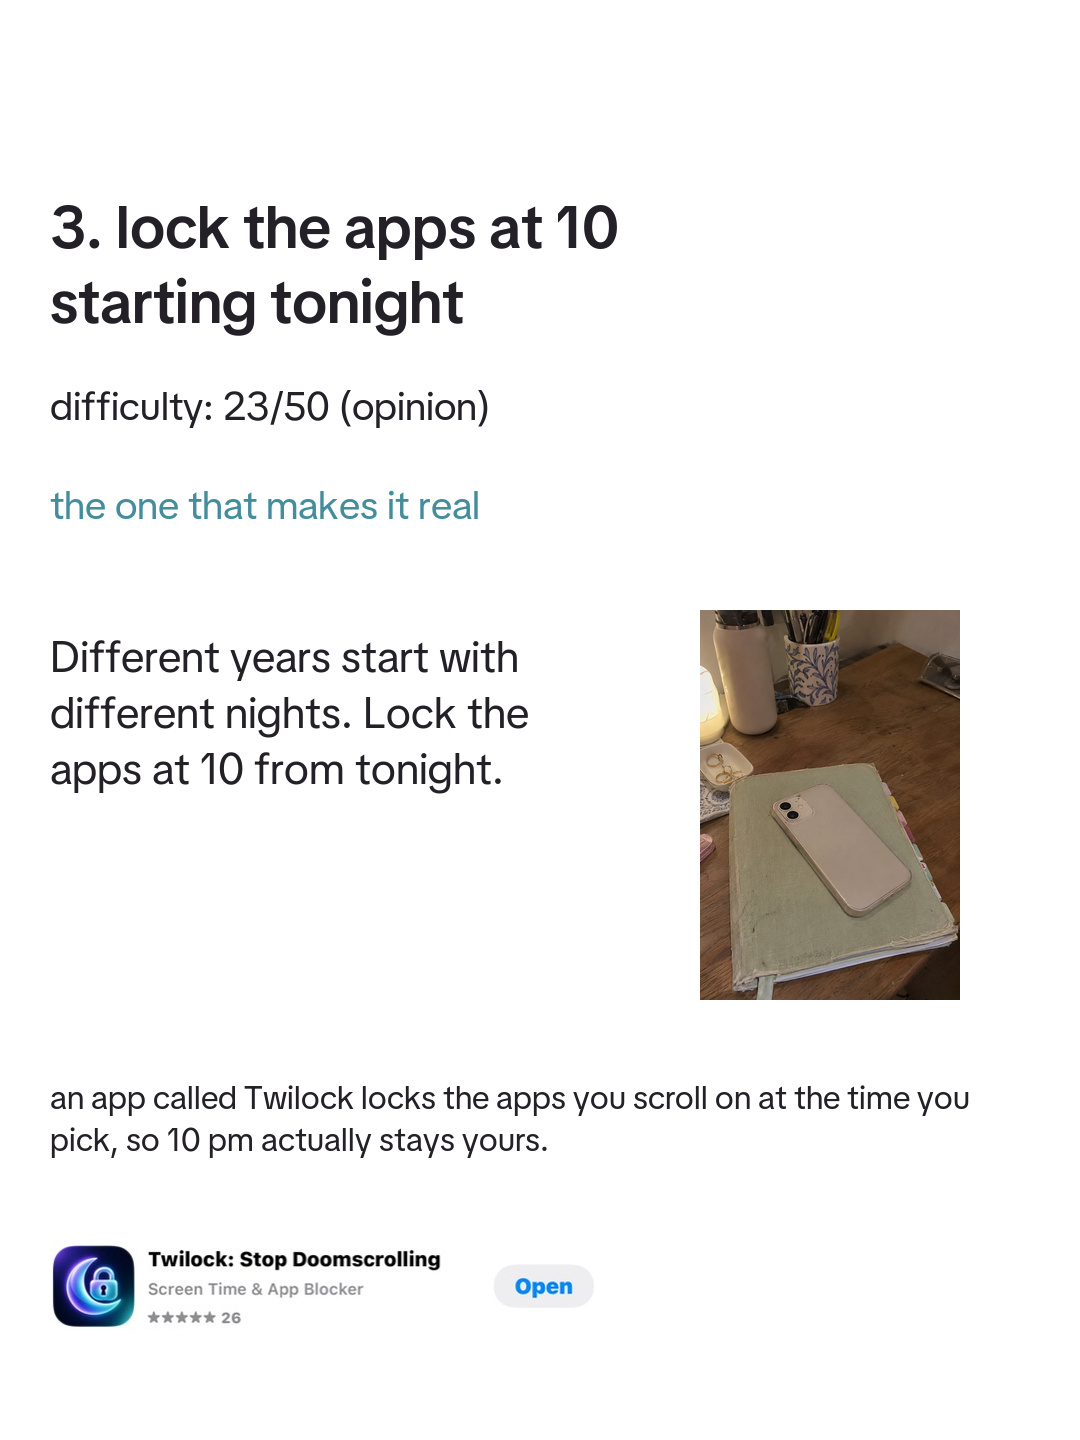 3. lock the apps at 10
starting tonight
difficulty: 23/50 (opinion)
the one that makes it real
Different years start with
different nights. Lock the
apps at 10 from tonight.
an app called Twilock locks the apps you scroll on at the time you
pick, so 10 pm actually stays yours.
Twilock: Stop Doomscrolling
Screen Time & App Blocker
★★★★★ 26
Open